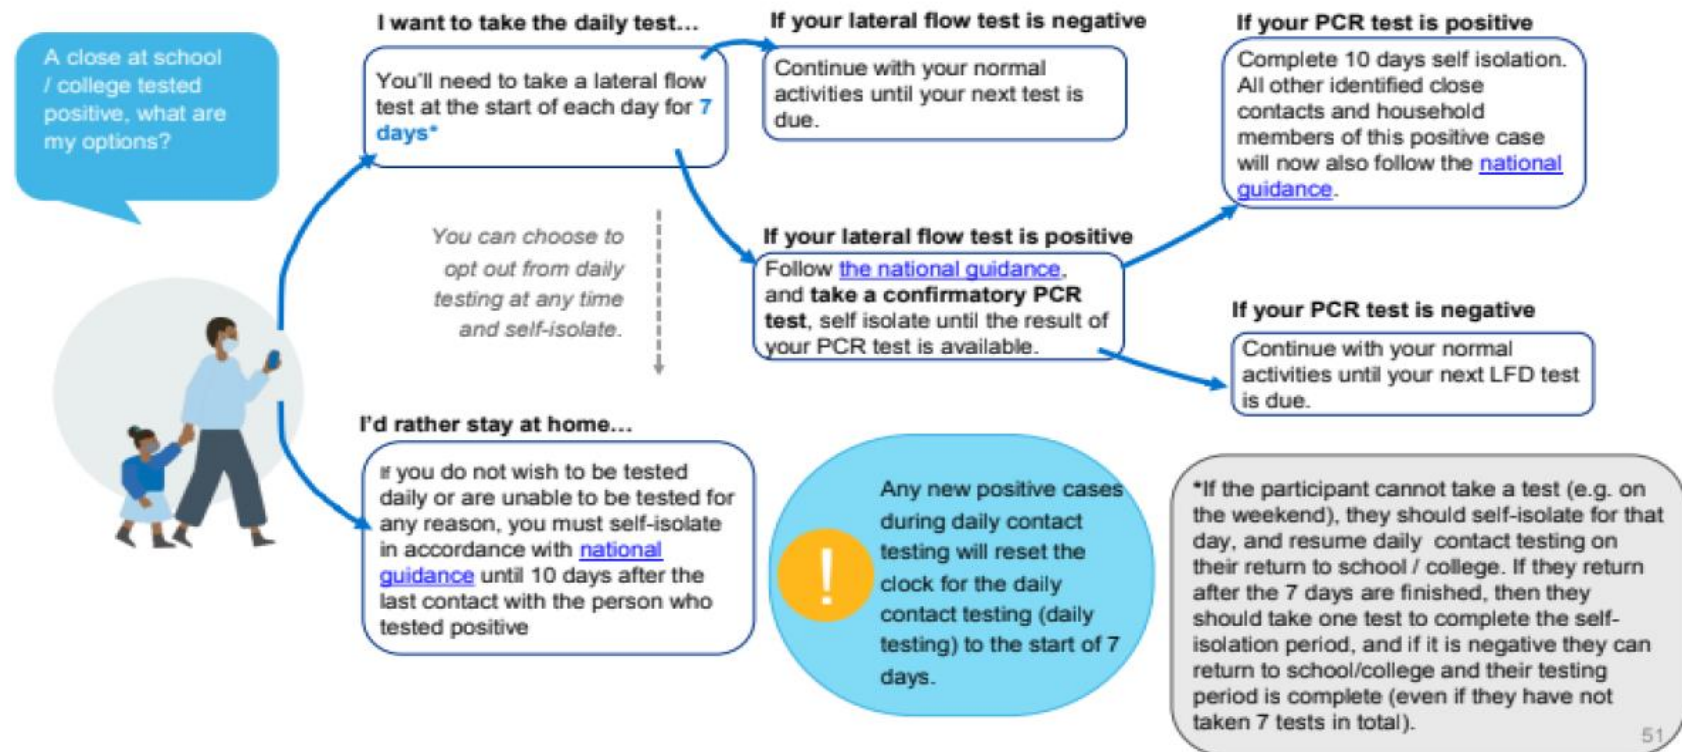 A close at school
/ college tested
positive, what are
my options?
I want to take the daily test...
You'll need to take a lateral flow
test at the start of each day for 7
days*
If your lateral flow test is negative
Continue with your normal
activities until your next test is
due.
If your PCR test is positive
Complete 10 days self isolation.
All other identified close
contacts and household
members of this positive case
will now also follow the national
guidance.
You can choose to
opt out from daily
testing at any time
and self-isolate.
If your lateral flow test is positive
Follow the national guidance,
and take a confirmatory PCR
test, self isolate until the result of
your PCR test is available.
If your PCR test is negative
Continue with your normal
activities until your next LFD test
is due.
I'd rather stay at home...
If you do not wish to be tested
daily or are unable to be tested for
any reason, you must self-isolate
in accordance with national
guidance until 10 days after the
last contact with the person who
tested positive
!
Any new positive cases
during daily contact
testing will reset the
clock for the daily
contact testing (daily
testing) to the start of 7
days.
*If the participant cannot take a test (e.g. on
the weekend), they should self-isolate for that
day, and resume daily contact testing on
their return to school / college. If they return
after the 7 days are finished, then they
should take one test to complete the self-
isolation period, and if it is negative they can
return to school/college and their testing
period is complete (even if they have not
taken 7 tests in total).
51